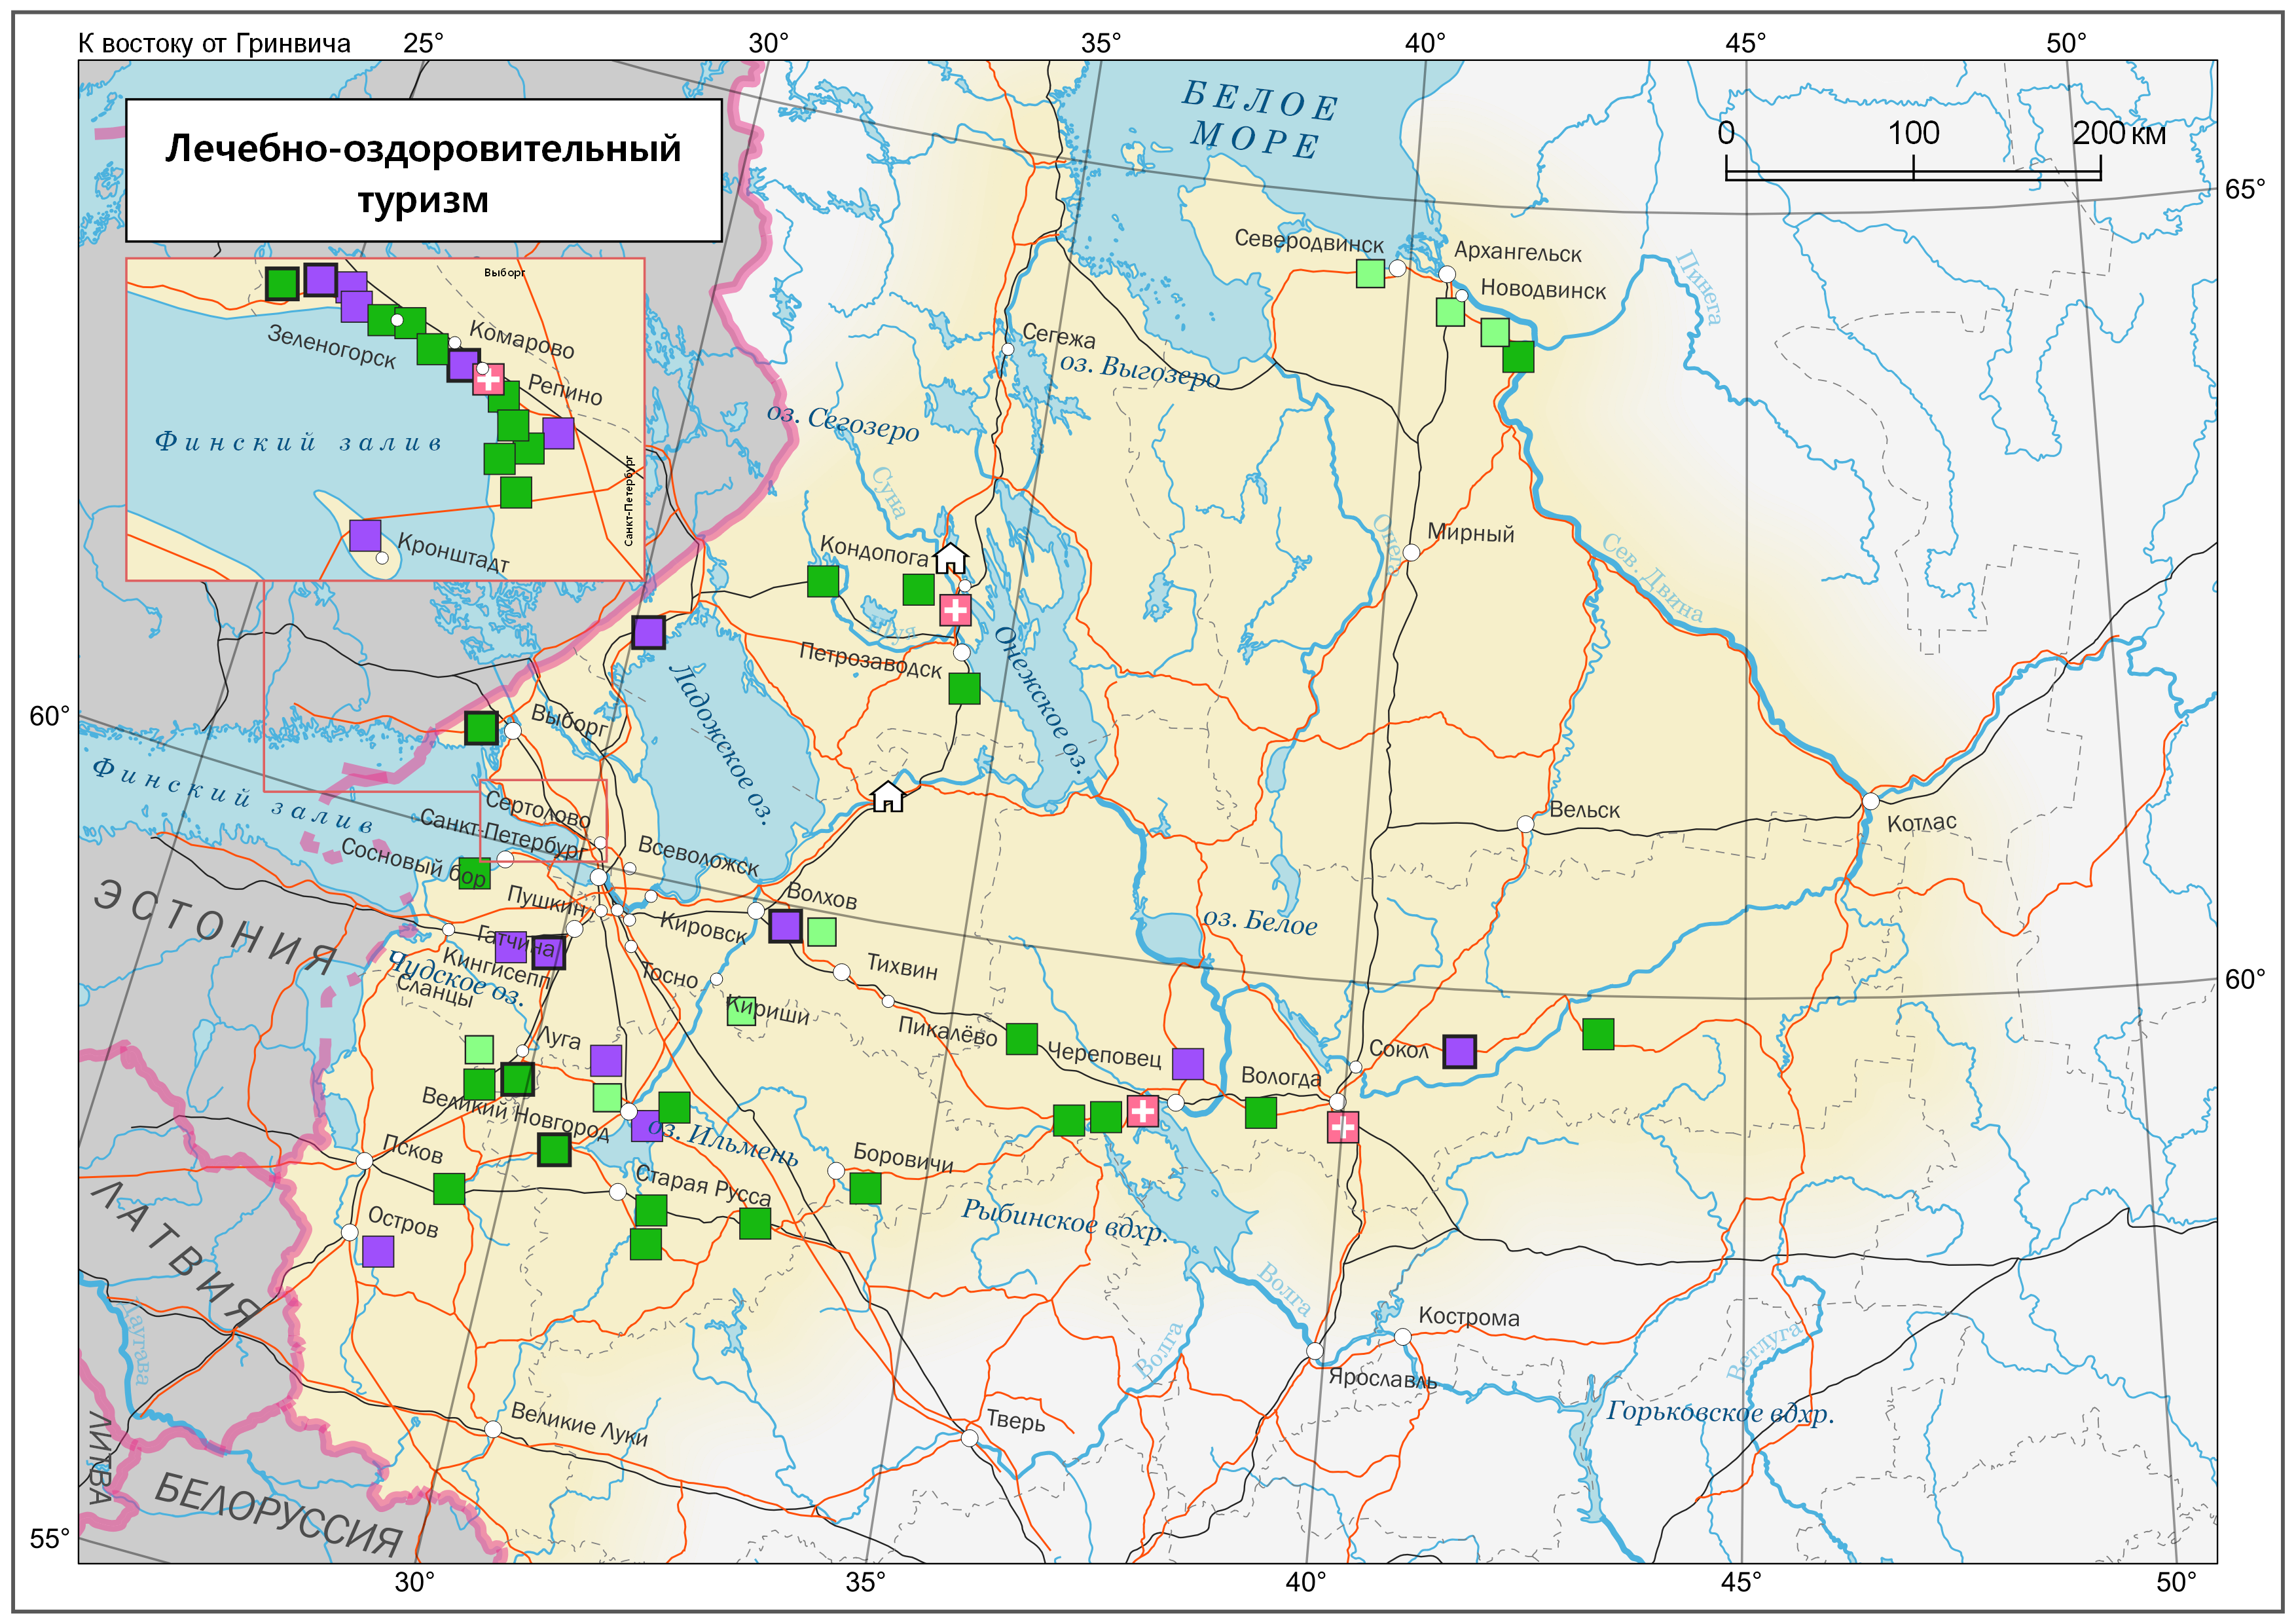 К востоку от Гринвича
25°
30°
35°
40°
45°
50°
Лечебно-оздоровительный
туризм
БЕЛОЕ
МОРЕ
0
100
200 км
65°
Северодвинск
Архангельск
Новодвинск
Пинега
Выборг
Зеленогорск
Комарово
Репино
Финский залив
Санкт-Петербург
Кронштадт
Сегежа
оз. Выгозеро
оз. Сегозеро
Суна
Кондопога
Шуя
Петрозаводск
Онежское оз.
Онега
Мирный
Сев. Двина
60°
Выборг
Ладожское оз.
Финский залив
Сертолово
Санкт-Петербург
Сосновый бор
Всеволожск
Пушкин
Волхов
Кировск
Гатчина
Кингисепп
Чудское оз.
Сланцы
Тосно
Кириши
Тихвин
Пикалёво
оз. Белое
Вельск
Котлас
60°
ЭСТОНИЯ
Луга
Череповец
Вологда
Сокол
Великий Новгород
оз. Ильмень
Псков
Старая Русса
Боровичи
Рыбинское вдхр.
Остров
ЛАТВИЯ
Даугава
Волга
Волга
Кострома
Ярославль
Ветлуга
Горьковское вдхр.
Великие Луки
Тверь
ЛИТВА
БЕЛОРУССИЯ
55°
30°
35°
40°
45°
50°